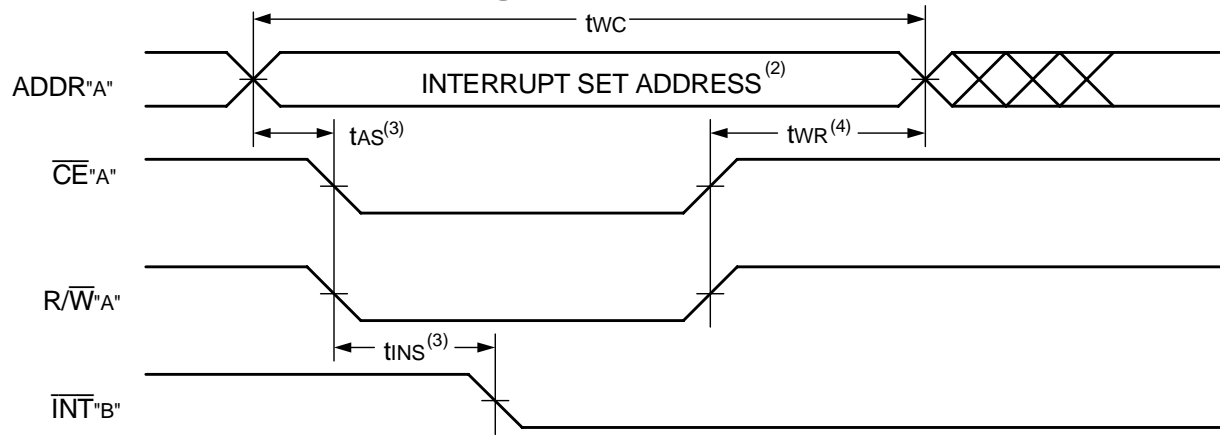 tWC
ADDR"A"
INTERRUPT SET ADDRESS(2)
tAS(3)
tWR(4)
CE"A"
R/W"A"
tINS(3)
INT"B"